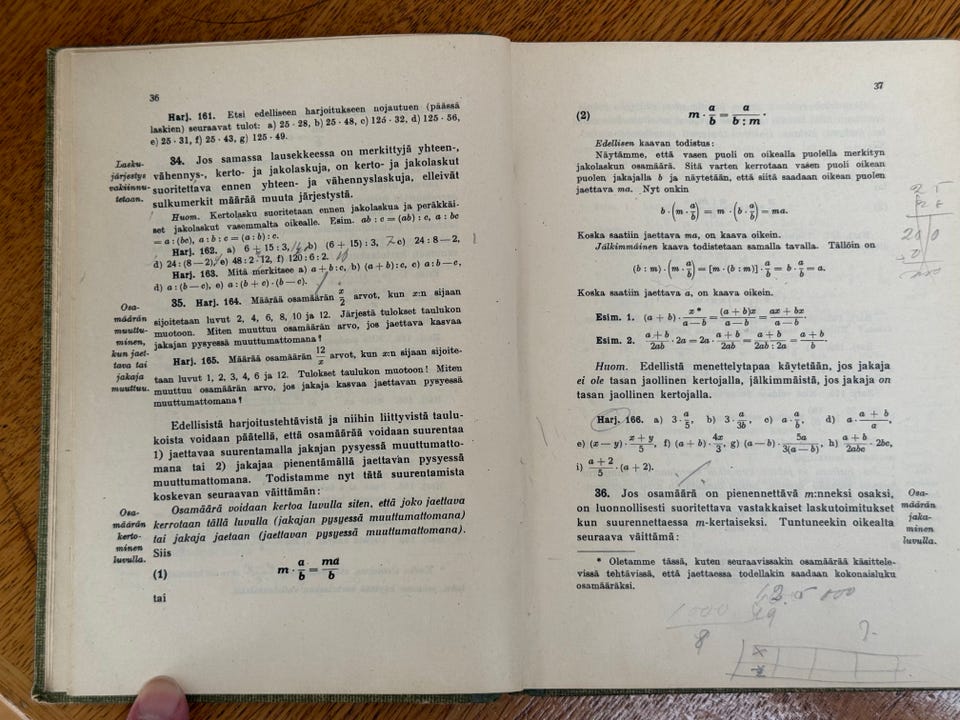 36
Harj. 161. Etsi edelliseen harjoitukseen nojautuen (päässä
laskien) seuraavat tulot: a) 25 · 28, b) 25 · 48, c) 125 · 32, d) 125 · 56,
e) 25 · 31, f) 25 · 43, g) 125 · 49.
Lasku-
järjestys
vakiinnu-
tetaan.
34. Jos samassa lausekkeessa on merkittyjä yhteen-,
vähennys-, kerto- ja jakolaskuja, on kerto- ja jakolaskut
suoritettava ennen yhteen- ja vähennyslaskuja, elleivät
sulkumerkit määrää muuta järjestystä.
Huom. Kertolasku suoritetaan ennen jakolaskua ja peräkkäi-
set jakolaskut vasemmalta oikealle. Esim. ab : c = (ab) : c, a : bc
= a : (bc), a : b : c = (a : b) : c.
Harj. 162. a) 6 + 15 : 3, b) (6 + 15) : 3, c) 24 : 8 — 2,
d) 24 : (8 — 2), e) 48 : 2 · 12, f) 120 : 6 : 2.
Harj. 163. Mitä merkitsee a) a + b : c, b) (a + b) : c, c) a : b — c,
d) a : (b — c), e) a : (b + c) · (b — c).
Osa-
määrän
muuttu-
minen,
kun jaet-
tava tai
jakaja
muuttuu.
35. Harj. 164. Määrää osamäärän x/2 arvot, kun x:n sijaan
sijoitetaan luvut 2, 4, 6, 8, 10 ja 12. Järjestä tulokset taulukon
muotoon. Miten muuttuu osamäärän arvo, jos jaettava kasvaa
jakajan pysyessä muuttumattomana?
Harj. 165. Määrää osamäärän 12/x arvot, kun x:n sijaan sijoite-
taan luvut 1, 2, 3, 4, 6 ja 12. Tulokset taulukon muotoon! Miten
muuttuu osamäärän arvo, jos jakaja kasvaa jaettavan pysyessä
muuttumattomana?
Edellisistä harjoitustehtävistä ja niihin liittyvistä taulu-
koista voidaan päätellä, että osamäärää voidaan suurentaa
1) jaettavaa suurentamalla jakajan pysyessä muuttumatto-
mana tai 2) jakajaa pienentämällä jaettavan pysyessä
muuttumattomana. Todistamme nyt tätä suurentamista
koskevan seuraavan väittämän:
Osa-
määrän
kerto-
minen
luvulla.
Osamäärä voidaan kertoa luvulla siten, että joko jaettava
kerrotaan tällä luvulla (jakajan pysyessä muuttumattomana)
tai jakaja jaetaan (jaettavan pysyessä muuttumattomana).
Siis
(1) m · a/b = ma/b
tai
37
(2) m · a/b = a/(b : m) .
Edellisen kaavan todistus:
Näytämme, että vasen puoli on oikealla puolella merkityn
jakolaskun osamäärä. Sitä varten kerrotaan vasen puoli oikean
puolen jakajalla b ja näytetään, että siitä saadaan oikean puolen
jaettava ma. Nyt onkin
b · (m · a/b) = m · (b · a/b) = ma.
Koska saatiin jaettava ma, on kaava oikein.
Jälkimmäinen kaava todistetaan samalla tavalla. Tällöin on
(b : m) · (m · a/b) = [m · (b : m)] · a/b = b · a/b = a.
Koska saatiin jaettava a, on kaava oikein.
Esim. 1. (a + b) · x*/(a — b) = (a + b)x/(a — b) = (ax + bx)/(a — b) .
Esim. 2. (a + b)/2ab · 2a = 2a · (a + b)/2ab = (a + b)/(2ab : 2a) = (a + b)/b .
Huom. Edellistä menettelytapaa käytetään, jos jakaja
ei ole tasan jaollinen kertojalla, jälkimmäistä, jos jakaja on
tasan jaollinen kertojalla.
Harj. 166. a) 3 · a/5, b) 3 · a/3b, c) a · a/b, d) a · (a + b)/a,
e) (x — y) · (x + y)/5, f) (a + b) · 4x/3, g) (a — b) · 5a/3(a — b), h) (a + b)/2abc · 2bc,
i) (a + 2)/5 · (a + 2).
36. Jos osamäärä on pienennettävä m:nneksi osaksi,
on luonnollisesti suoritettava vastakkaiset laskutoimitukset
kuin suurennettaessa m-kertaiseksi. Tuntuneekin oikealta
seuraava väittämä:
Osa-
määrän
jaka-
minen
luvulla.
* Oletamme tässä, kuten seuraavissakin osamäärää käsittele-
vissä tehtävissä, että jaettaessa todellakin saadaan kokonaisluku
osamääräksi.
1000
8